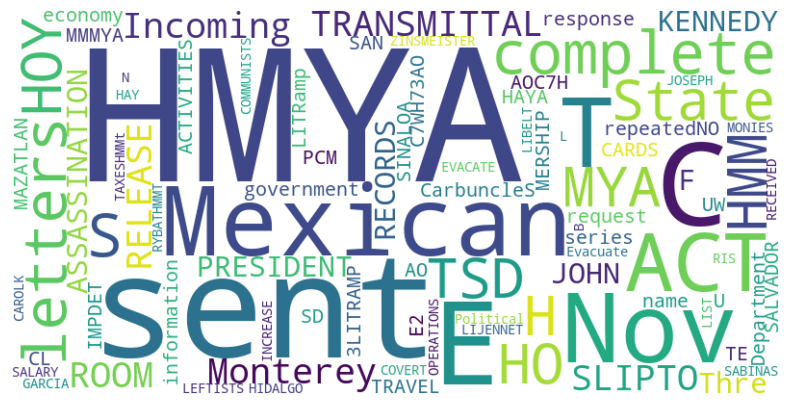 economy
MMMYA
Incoming
TRANSMITTAL
response
KENNEDY
SAN
ZINSMEISTER
complete
HMYA
HOY
letters
N
HAY
ACTIVITIES
COMMUNISTS
LITRamp
PCM
AOC7H
HAYA
JOSEPH
State
C7WH73AO
SINALOA
LIBELT
MERSHIP
T
repeatedNO
L
CARDS
MONIES
MAZATLAN
ASSASSINATION
TAXESHMMt
RELEASE
RECORDS
EVACATE
MYA
C
F
HMM
RECEIVED
government
CarbuncleS
request
UW
S
RYBATHMMT
Mexican
B
series
Evacuate
ACT
PRESIDENT
AO
TSD
JOHN
RIS
Department
SALVADOR
CAROLK
IMPDET
information
sent
SD
3LITRAMP
E2
OPERATIONS
Political
LIJENNET
E
H
Nov
name
U
LIST
CL
ROOM
INCREASE
Monterey
HO
TE
SABINAS
SALARY
GARCIA
LEFTISTS
HIDALGO
COVERT
TRAVEL
SLIPTO
Thre